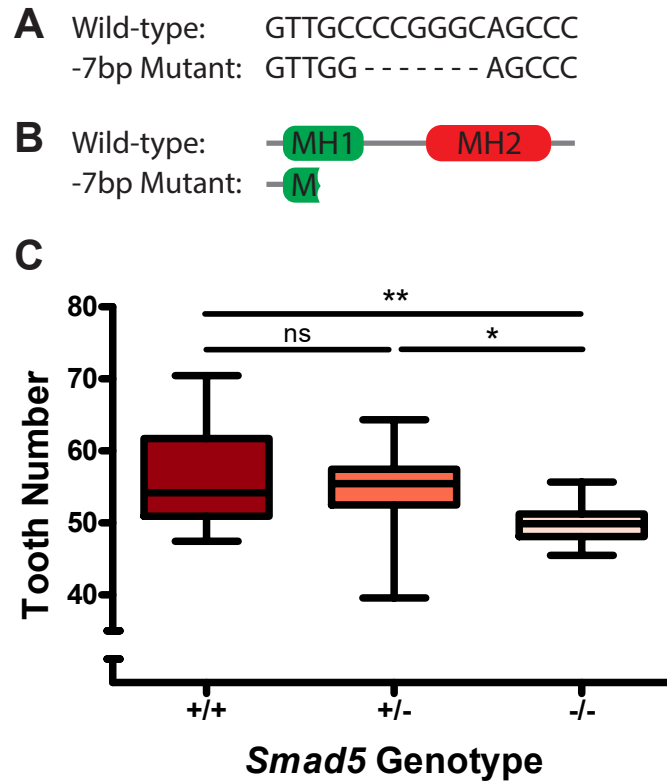 A
Wild-type: GTTGCCCCGGGCAGCCC
-7bp Mutant: GTTGG-------AGCCC
B
Wild-type: MH1 MH2
-7bp Mutant: M
C
80
70
60
50
40
Tooth Number
**
ns *
+/+ +/- -/-
Smad5 Genotype